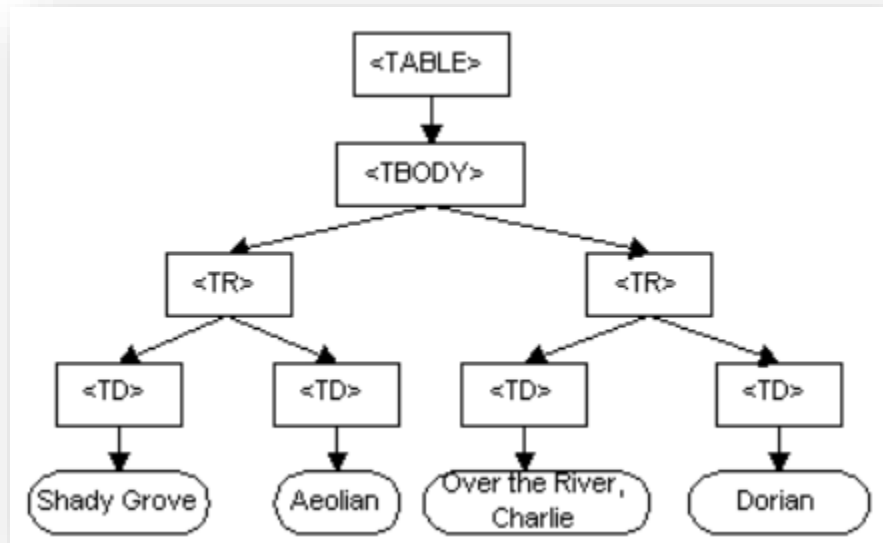 <TABLE>
<TBODY>
<TR>
<TR>
<TD>
<TD>
<TD>
<TD>
Shady Grove
Aeolian
Over the River,
Charlie
Dorian